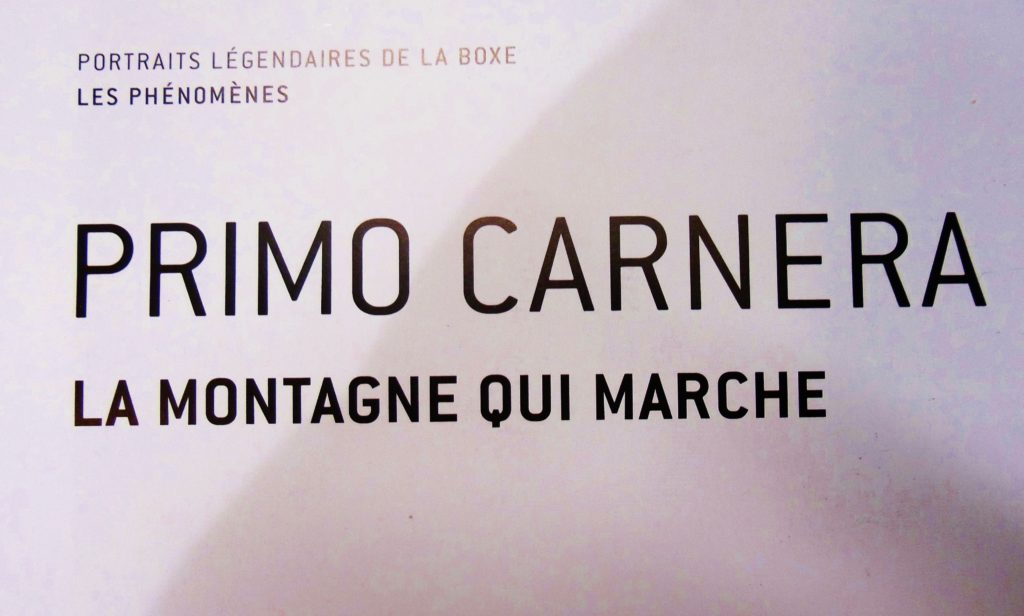 PORTRAITS LÉGENDAIRES DE LA BOXE
LES PHÉNOMÈNES
PRIMO CARNERA
LA MONTAGNE QUI MARCHE